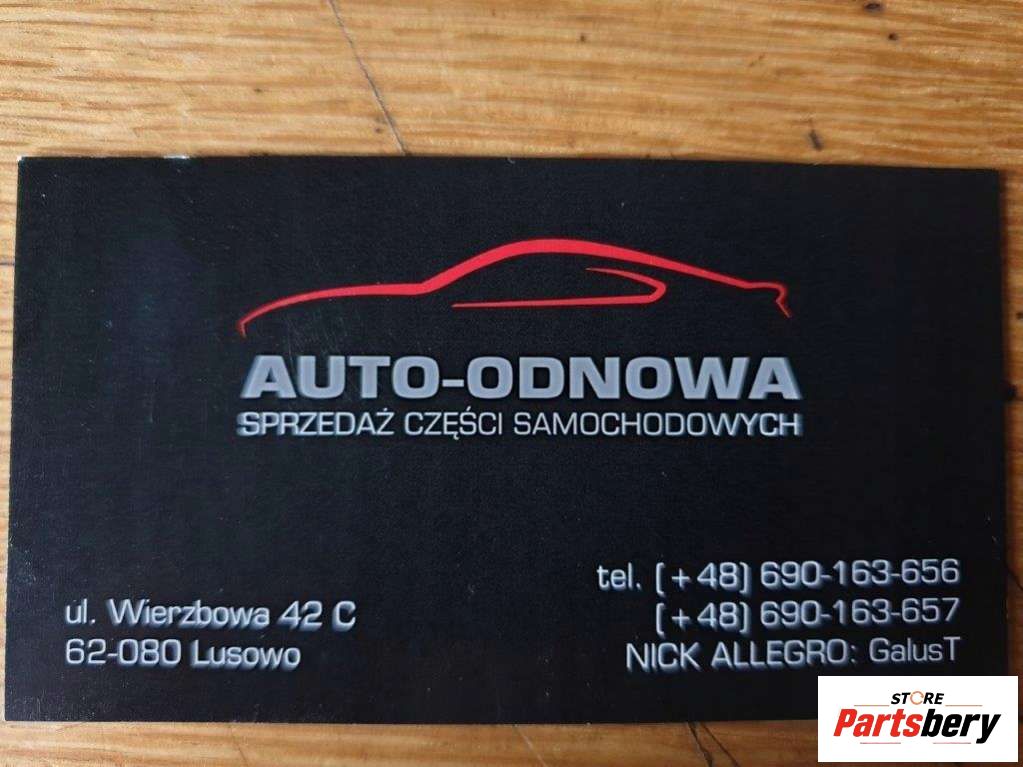 AUTO-ODNOWA
SPRZEDAŻ CZĘŚCI SAMOCHODOWYCH
ul. Wierzbowa 42 C
62-080 Lusowo
tel. (+48) 690-163-656
(+48) 690-163-657
NICK ALLEGRO: GalusT
STORE
Partsbery